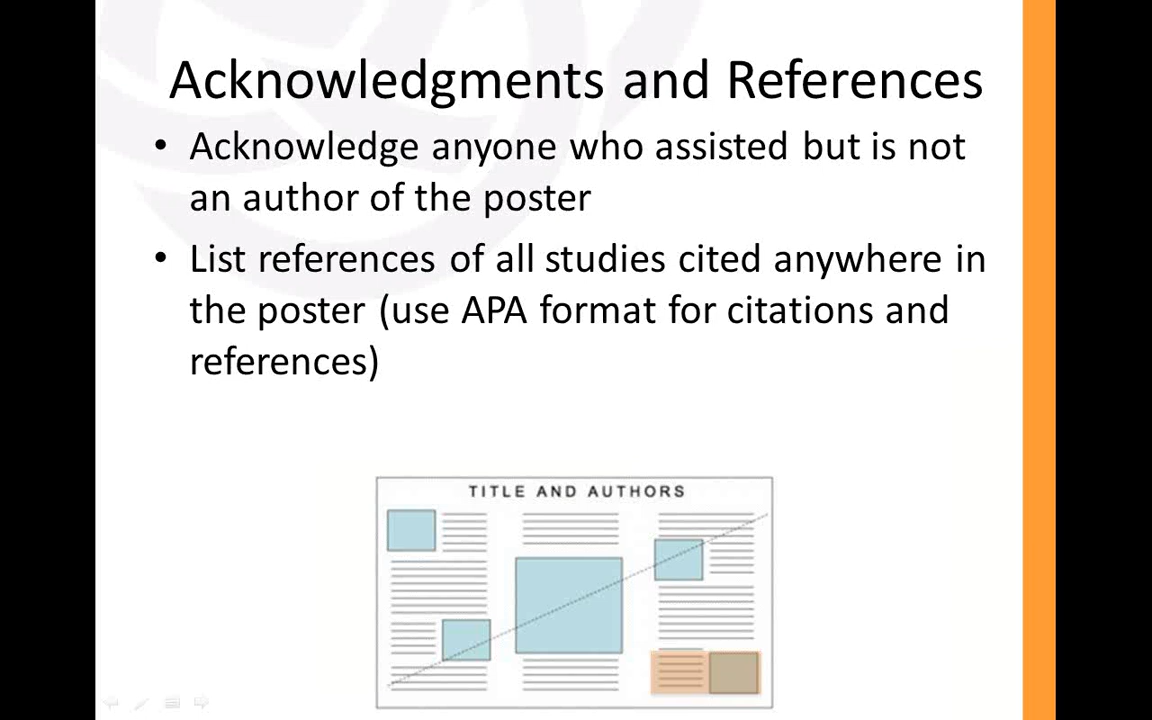 Acknowledgments and References
• Acknowledge anyone who assisted but is not
an author of the poster
• List references of all studies cited anywhere in
the poster (use APA format for citations and
references)
TITLE AND AUTHORS